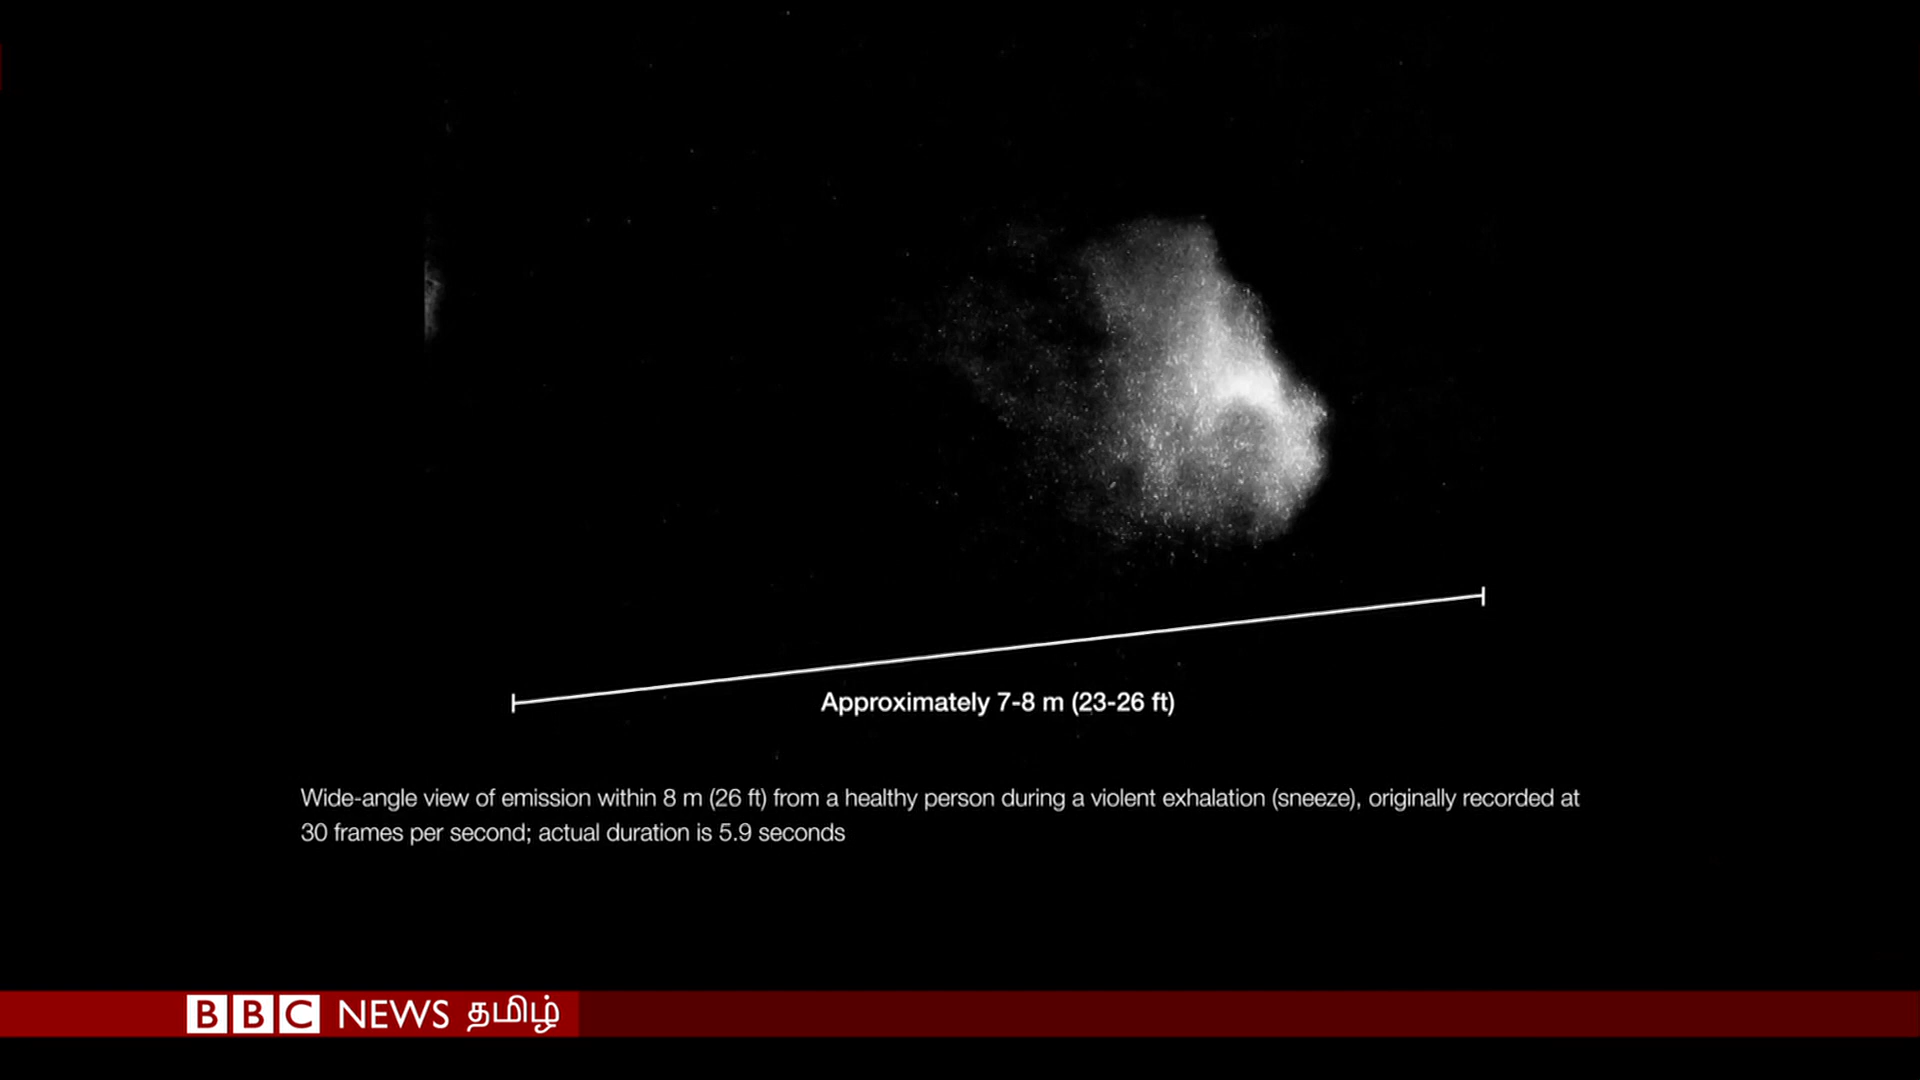 Approximately 7-8 m (23-26 ft)
Wide-angle view of emission within 8 m (26 ft) from a healthy person during a violent exhalation (sneeze), originally recorded at
30 frames per second; actual duration is 5.9 seconds
BBC NEWS தமிழ்